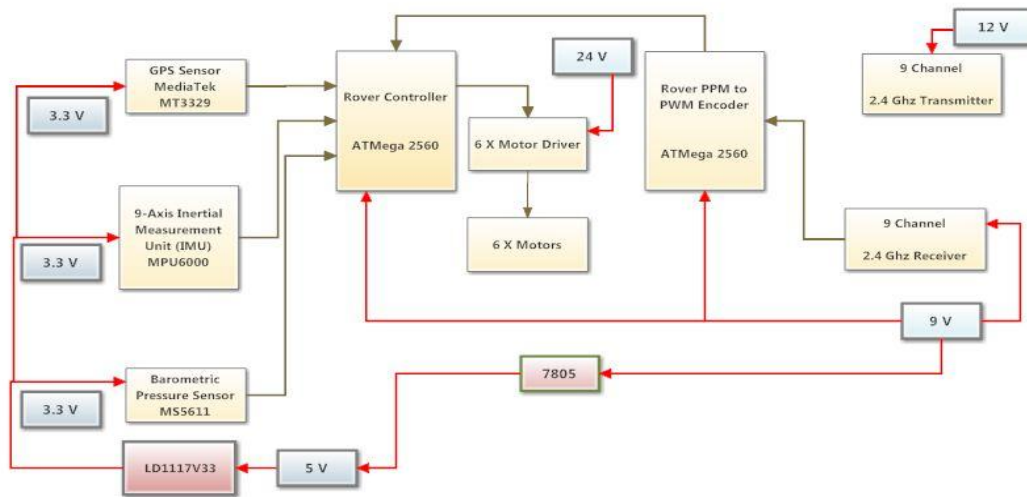 12 V
GPS Sensor
MediaTek
MT3329
3.3 V
Rover Controller
ATMega 2560
24 V
6 X Motor Driver
6 X Motors
Rover PPM to
PWM Encoder
ATMega 2560
9 Channel
2.4 Ghz Transmitter
9-Axis Inertial
Measurement
Unit (IMU)
MPU6000
3.3 V
9 Channel
2.4 Ghz Receiver
9 V
7805
Barometric
Pressure Sensor
MS5611
3.3 V
LD1117V33
5 V